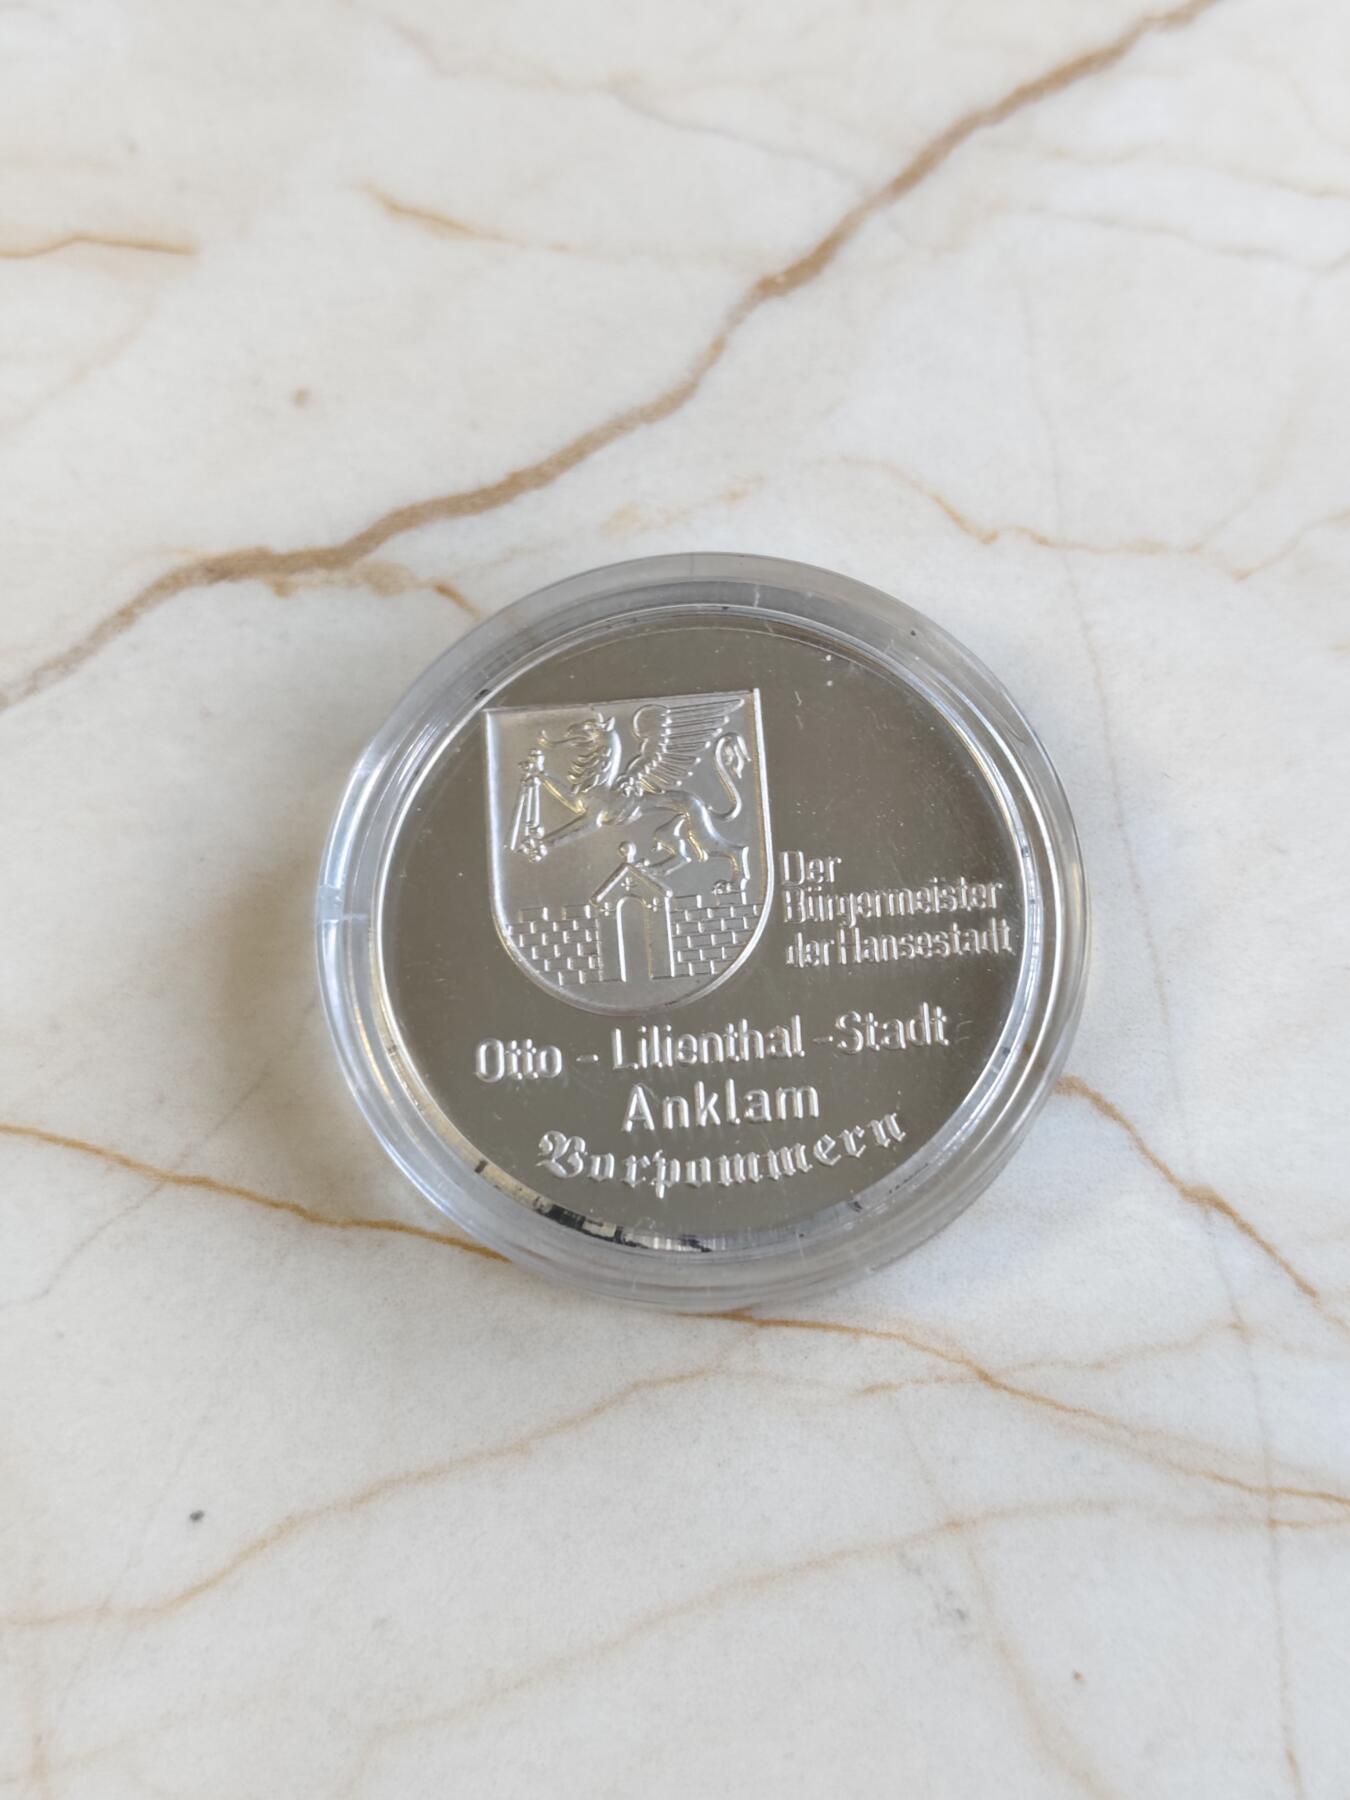 Der
Bürgermeister
der Hansestadt
Otto - Lilienthal - Stadt
Anklam
Vorpommern